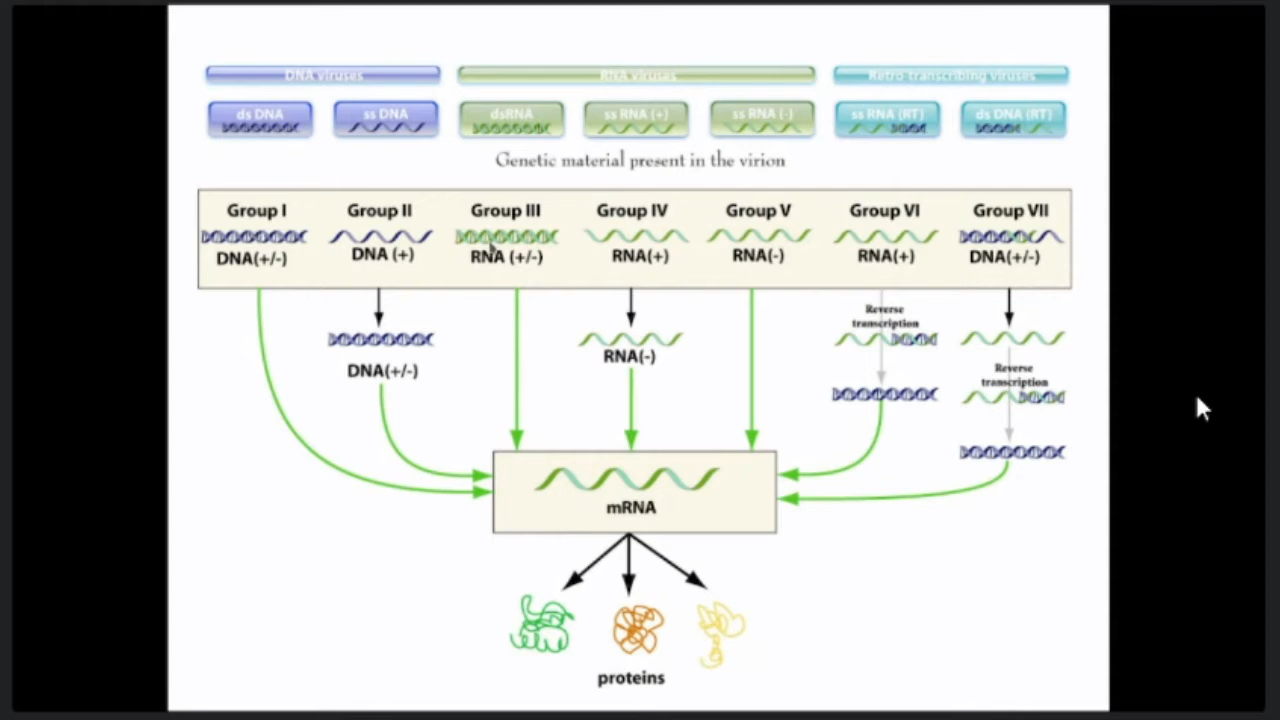 DNA viruses RNA viruses Retro-transcribing viruses
ds DNA ss DNA dsRNA ss RNA (+) ss RNA (-) ss RNA (RT) ds DNA (RT)
Genetic material present in the virion
Group I Group II Group III Group IV Group V Group VI Group VII
DNA(+/-) DNA (+) RNA (+/-) RNA(+) RNA(-) RNA(+) DNA(+/-)
Reverse
transcription
RNA(-)
DNA(+/-)
Reverse
transcription
mRNA
proteins